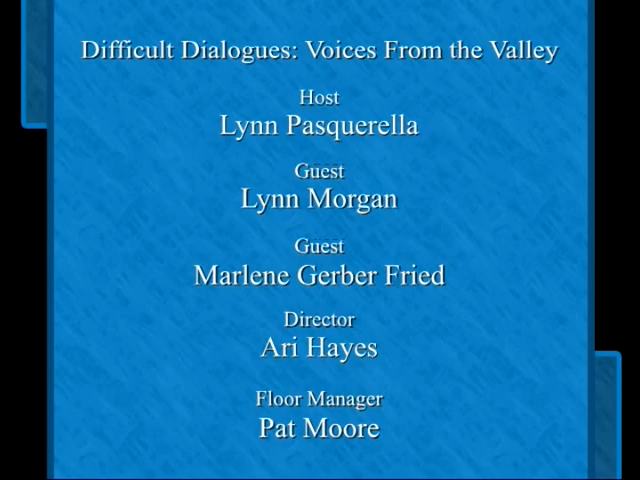 Difficult Dialogues: Voices From the Valley
Host
Lynn Pasquerella
Guest
Lynn Morgan
Guest
Marlene Gerber Fried
Director
Ari Hayes
Floor Manager
Pat Moore